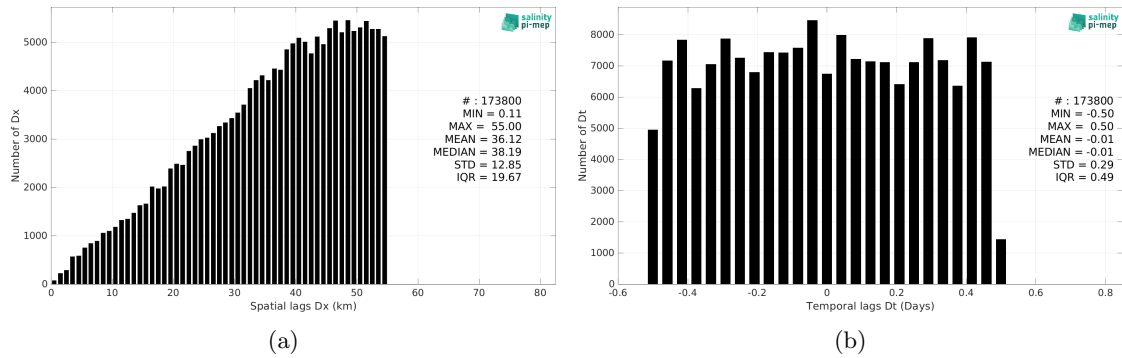 salinity
pi-mep
5000
4000
3000
2000
1000
0
Number of Dx
# : 173800
MIN = 0.11
MAX = 55.00
MEAN = 36.12
MEDIAN = 38.19
STD = 12.85
IQR = 19.67
0 10 20 30 40 50 60 70 80
Spatial lags Dx (km)
(a)
salinity
pi-mep
8000
7000
6000
5000
4000
3000
2000
1000
0
Number of Dt
# : 173800
MIN = -0.50
MAX = 0.50
MEAN = -0.01
MEDIAN = -0.01
STD = 0.29
IQR = 0.49
-0.6 -0.4 -0.2 0 0.2 0.4 0.6 0.8
Temporal lags Dt (Days)
(b)